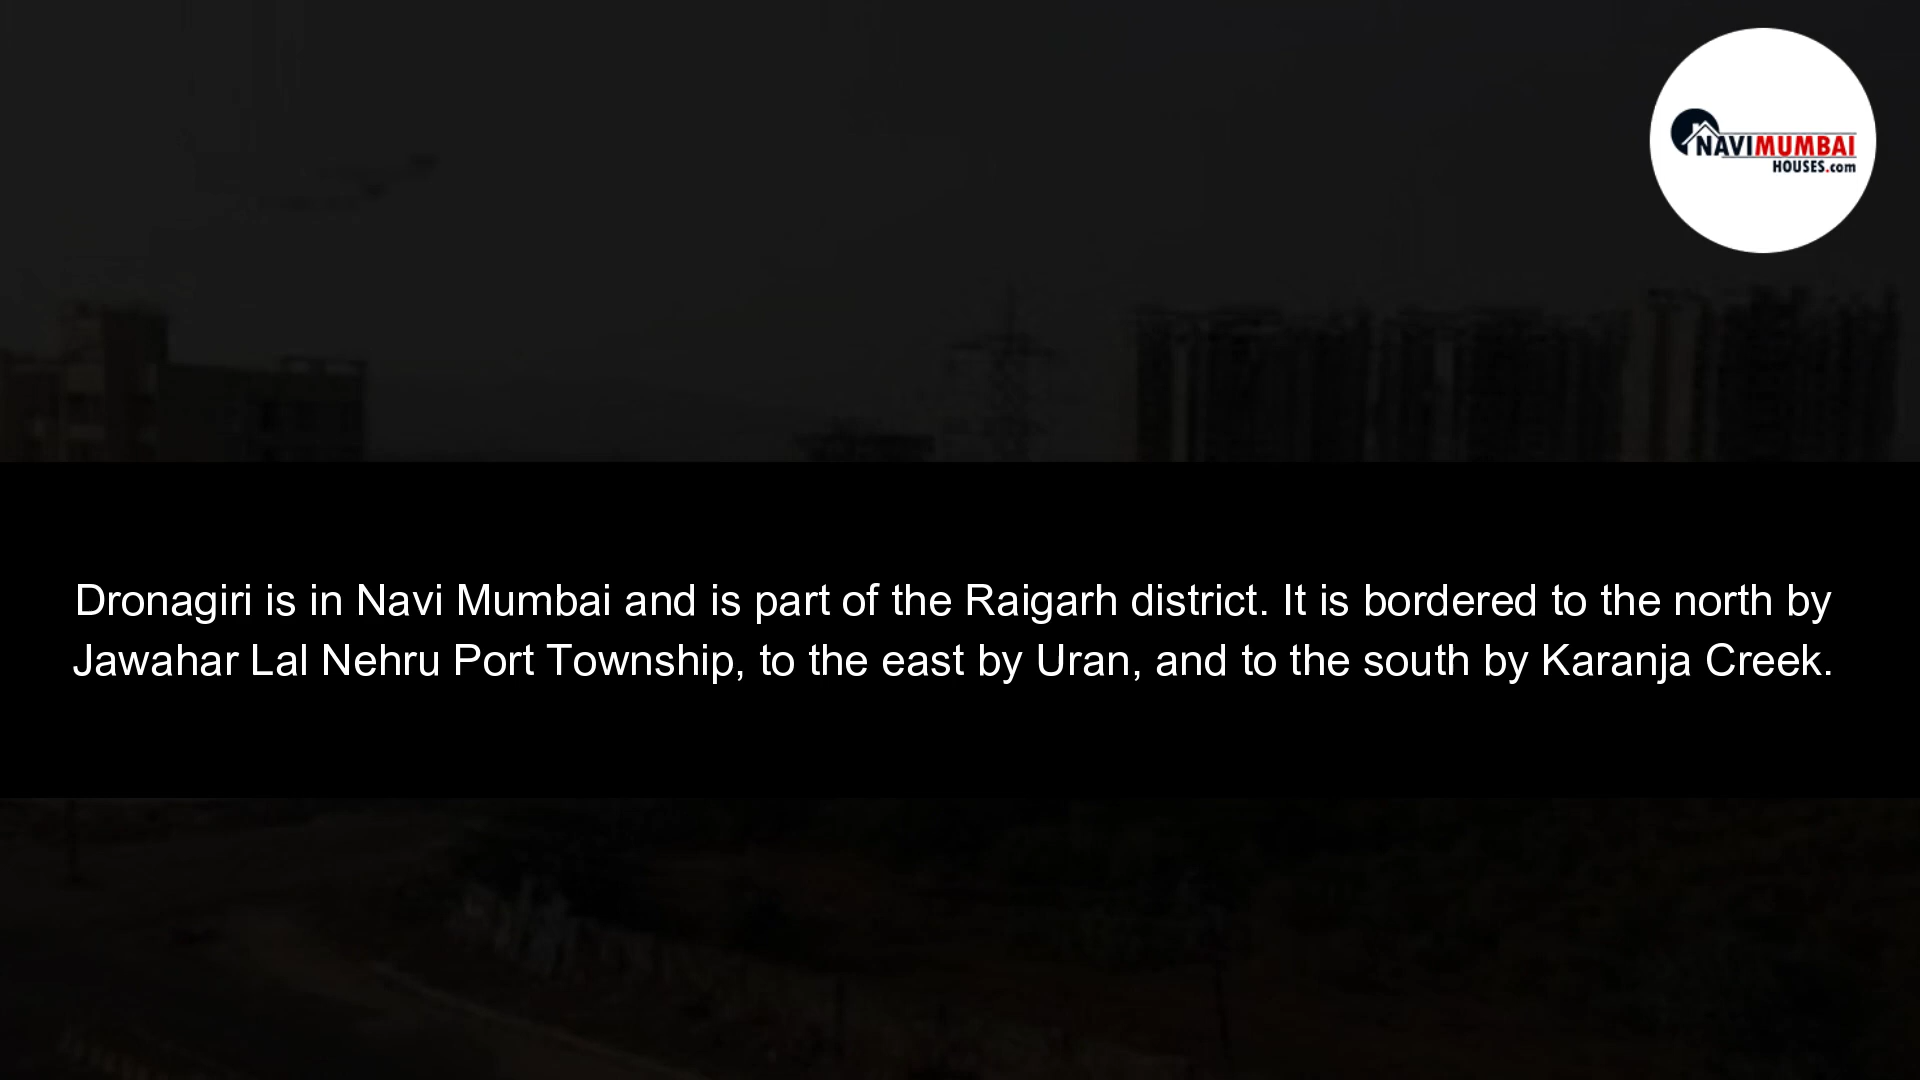 NAVIMUMBAI
HOUSES.com
Dronagiri is in Navi Mumbai and is part of the Raigarh district. It is bordered to the north by
Jawahar Lal Nehru Port Township, to the east by Uran, and to the south by Karanja Creek.